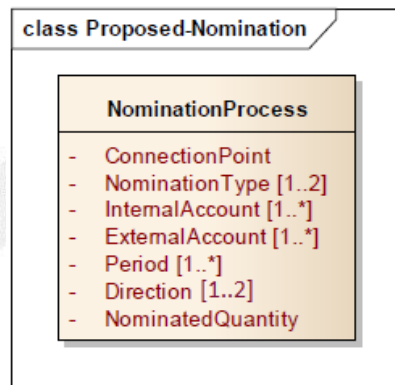 class Proposed-Nomination
NominationProcess
- ConnectionPoint
- NominationType [1..2]
- InternalAccount [1..*]
- ExternalAccount [1..*]
- Period [1..*]
- Direction [1..2]
- NominatedQuantity